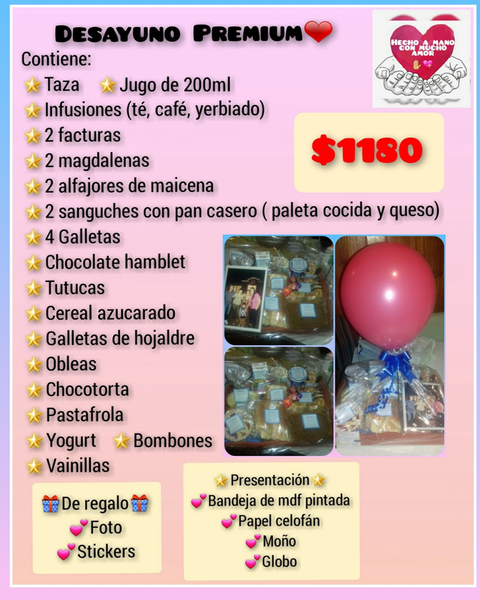 Desayuno Premium
Hecho a mano
con mucho
amor
Contiene:
Taza Jugo de 200ml
Infusiones (té, café, yerbiado)
2 facturas
2 magdalenas
$1180
2 alfajores de maicena
2 sanguches con pan casero ( paleta cocida y queso)
4 Galletas
Chocolate hamblet
Tutucas
Cereal azucarado
Galletas de hojaldre
Obleas
Chocotorta
Pastafrola
Yogurt Bombones
Vainillas
De regalo
Foto
Stickers
Presentación
Bandeja de mdf pintada
Papel celofán
Moño
Globo